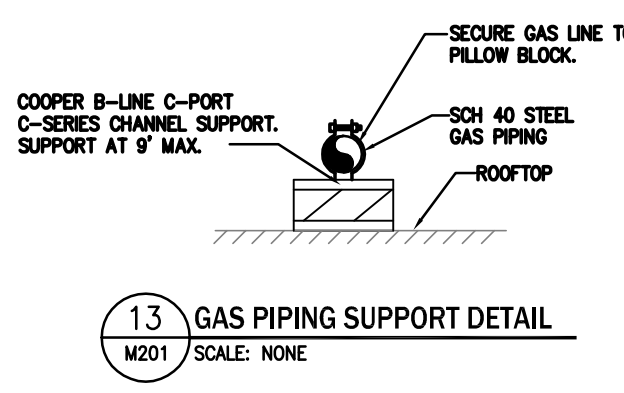 SECURE GAS LINE TO
PILLOW BLOCK.
COOPER B-LINE C-PORT
C-SERIES CHANNEL SUPPORT.
SUPPORT AT 9' MAX.
SCH 40 STEEL
GAS PIPING
ROOFTOP
13 GAS PIPING SUPPORT DETAIL
M201 SCALE: NONE